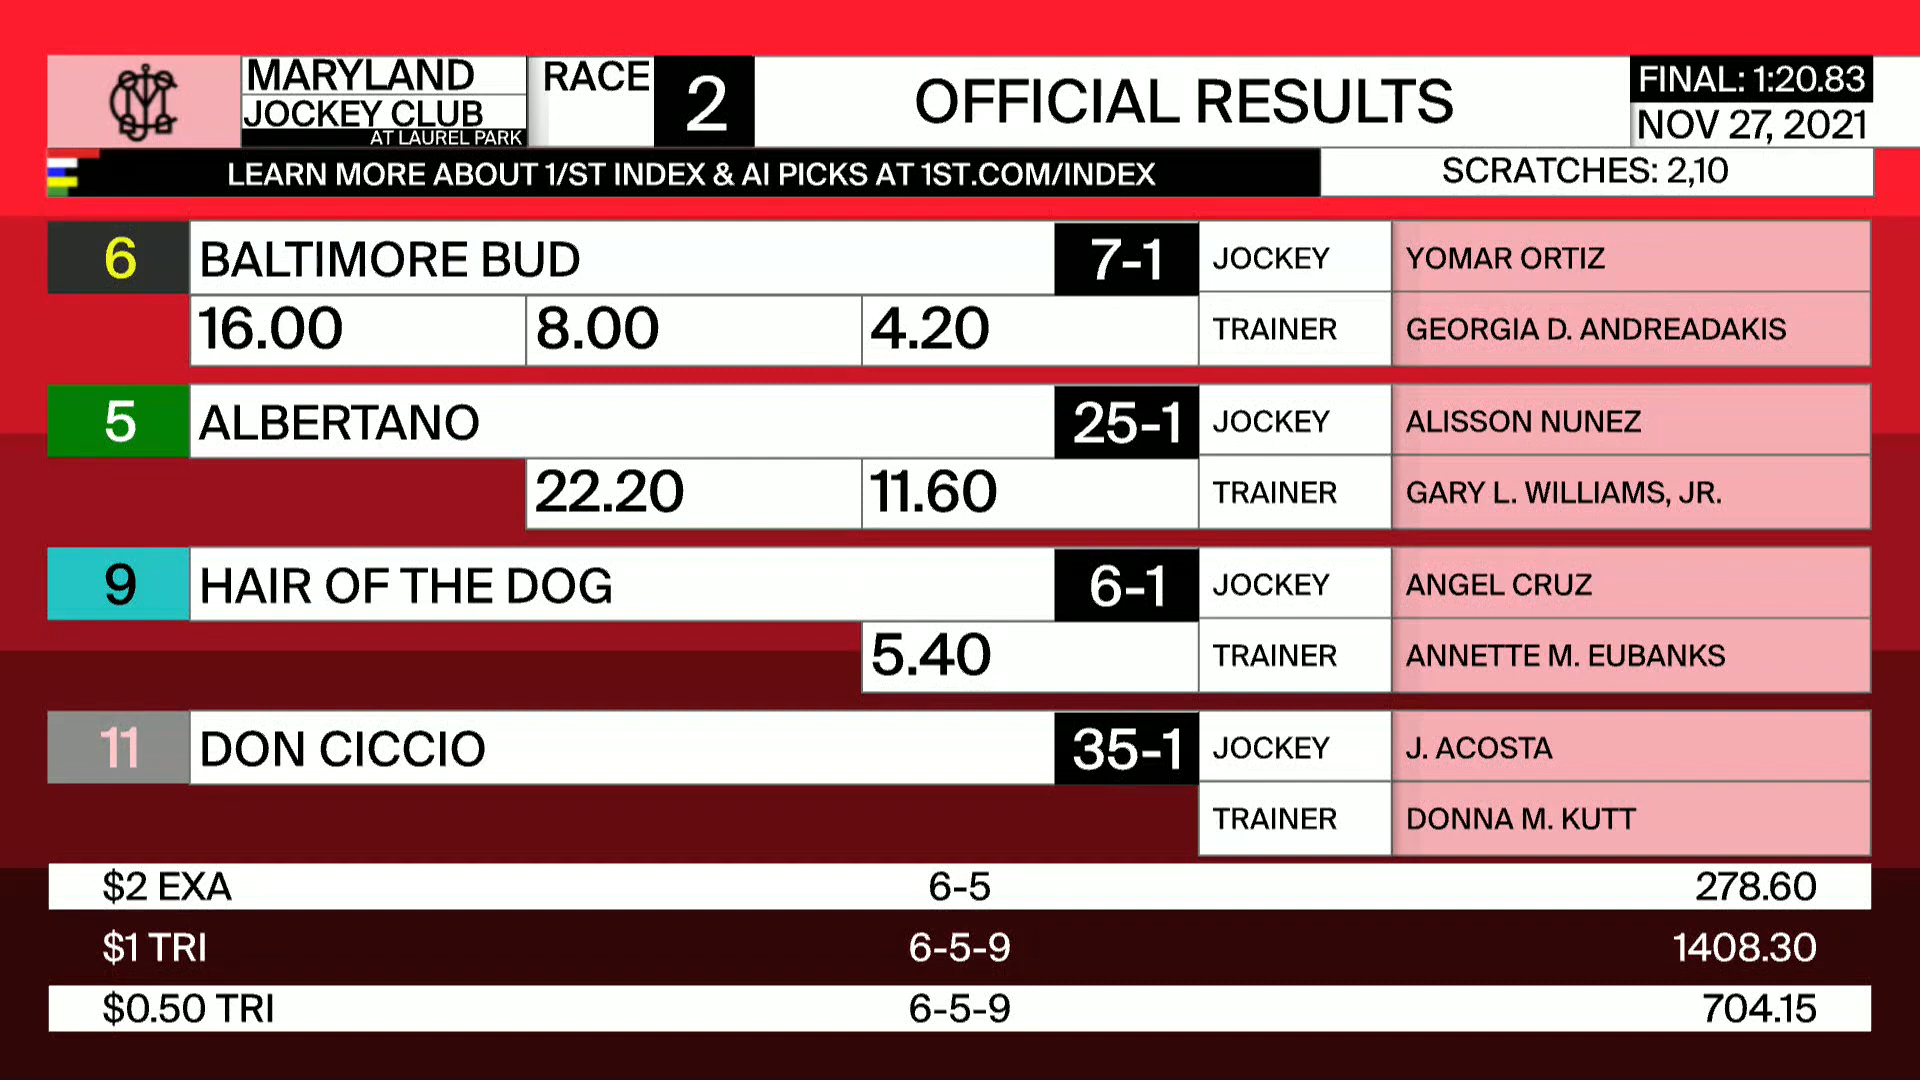 MARYLAND
JOCKEY CLUB
AT LAUREL PARK
RACE
2
OFFICIAL RESULTS
FINAL: 1:20.83
NOV 27, 2021
LEARN MORE ABOUT 1/ST INDEX & AI PICKS AT 1ST.COM/INDEX
SCRATCHES: 2,10
6 BALTIMORE BUD 7-1 JOCKEY YOMAR ORTIZ
16.00 8.00 4.20 TRAINER GEORGIA D. ANDREADAKIS
5 ALBERTANO 25-1 JOCKEY ALISSON NUNEZ
22.20 11.60 TRAINER GARY L. WILLIAMS, JR.
9 HAIR OF THE DOG 6-1 JOCKEY ANGEL CRUZ
5.40 TRAINER ANNETTE M. EUBANKS
11 DON CICCIO 35-1 JOCKEY J. ACOSTA
TRAINER DONNA M. KUTT
$2 EXA 6-5 278.60
$1 TRI 6-5-9 1408.30
$0.50 TRI 6-5-9 704.15